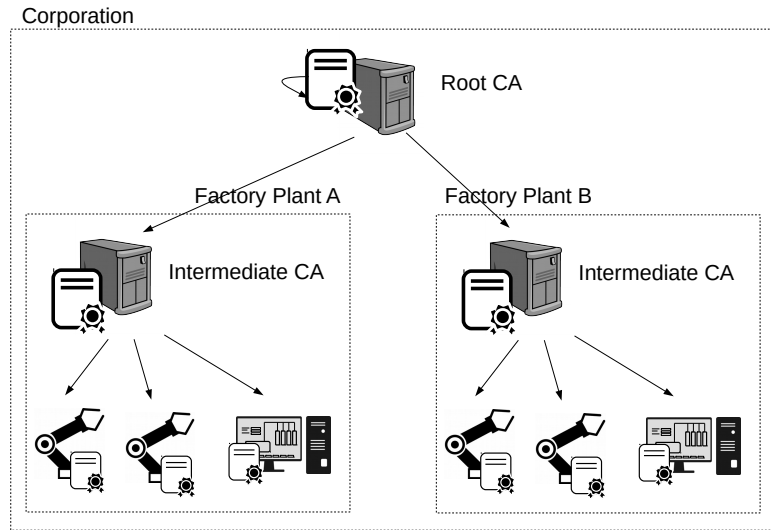 Corporation
Root CA
Factory Plant A
Factory Plant B
Intermediate CA
Intermediate CA